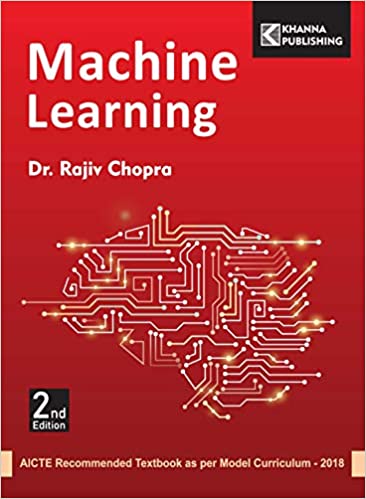 KHANNA
PUBLISHING
Machine
Learning
Dr. Rajiv Chopra
2nd
Edition
AICTE Recommended Textbook as per Model Curriculum - 2018